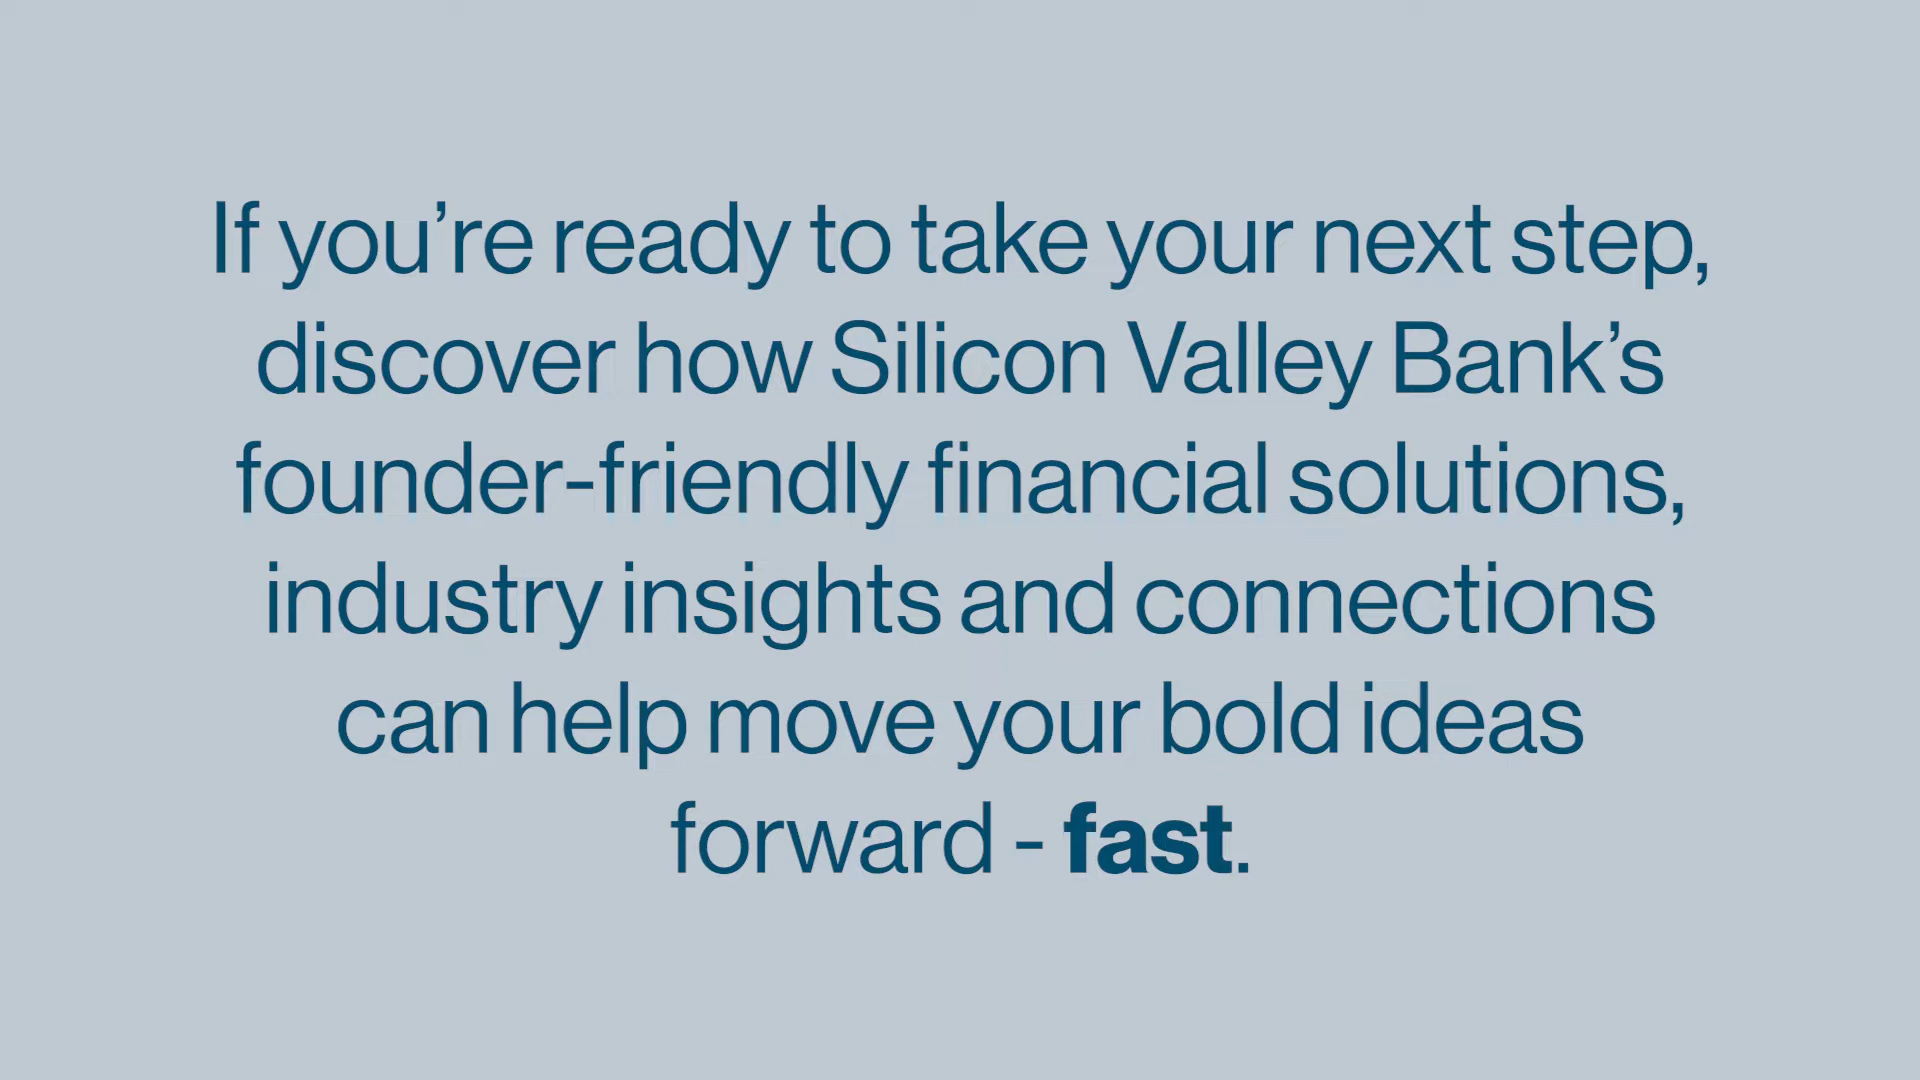 If you’re ready to take your next step,
discover how Silicon Valley Bank’s
founder-friendly financial solutions,
industry insights and connections
can help move your bold ideas
forward - fast.